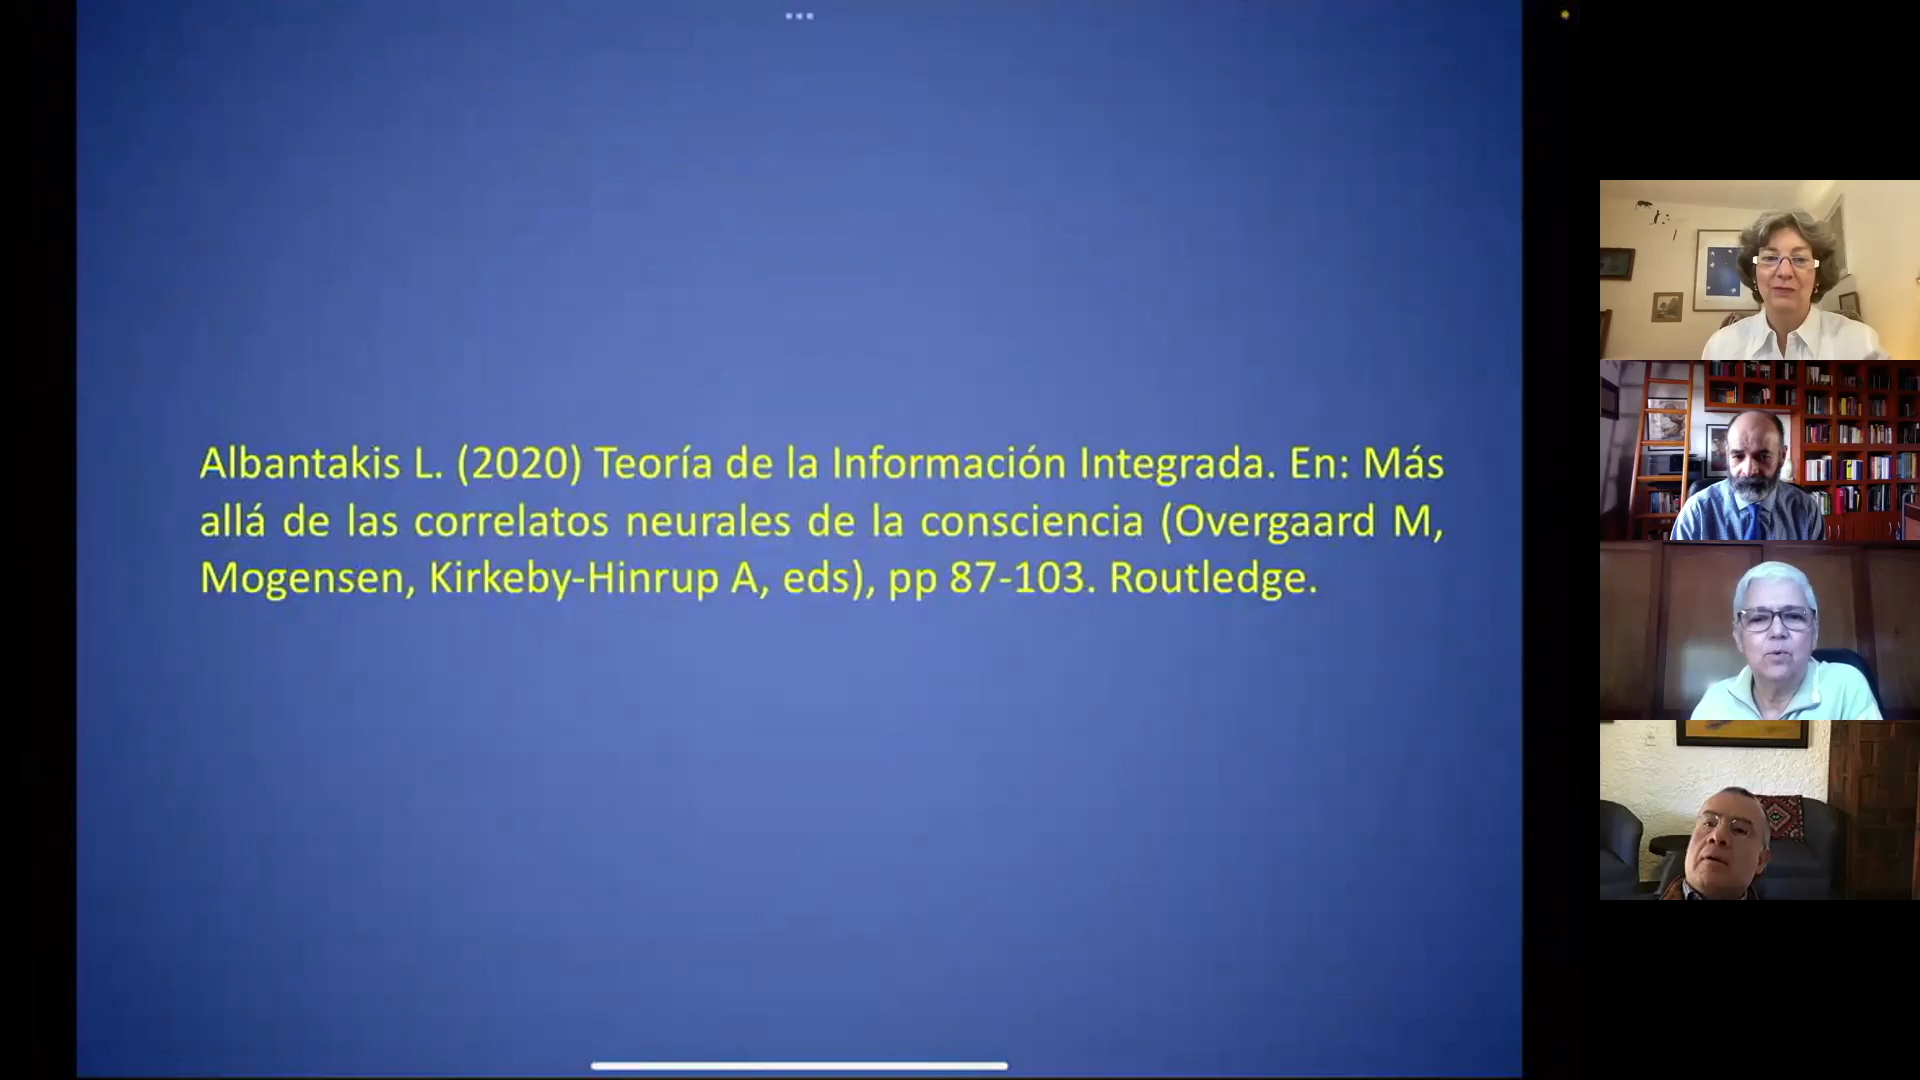 Albantakis L. (2020) Teoría de la Información Integrada. En: Más
allá de las correlatos neurales de la consciencia (Overgaard M,
Mogensen, Kirkeby-Hinrup A, eds), pp 87-103. Routledge.